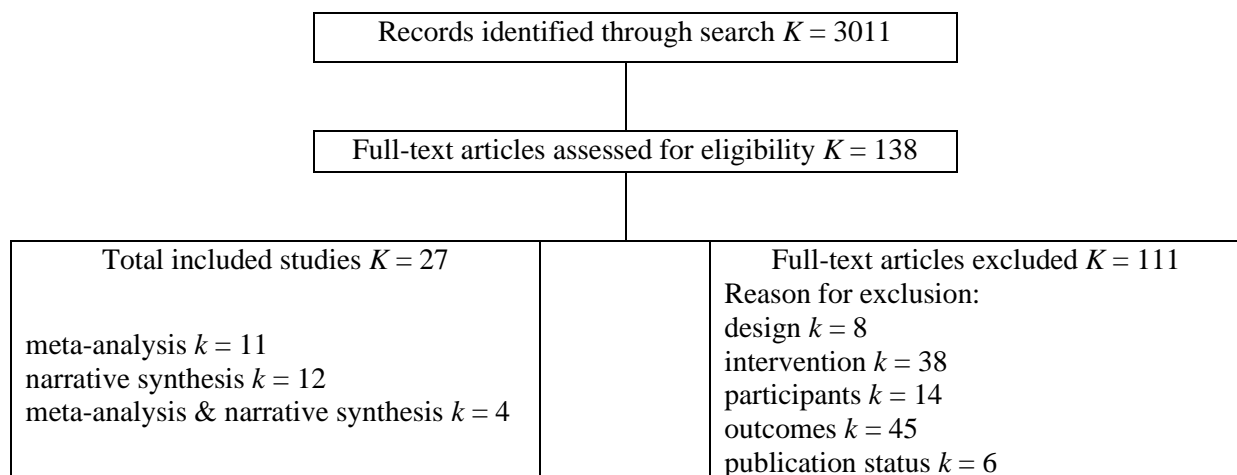 Records identified through search K = 3011
Full-text articles assessed for eligibility K = 138
Total included studies K = 27
meta-analysis k = 11
narrative synthesis k = 12
meta-analysis & narrative synthesis k = 4
Full-text articles excluded K = 111
Reason for exclusion:
design k = 8
intervention k = 38
participants k = 14
outcomes k = 45
publication status k = 6